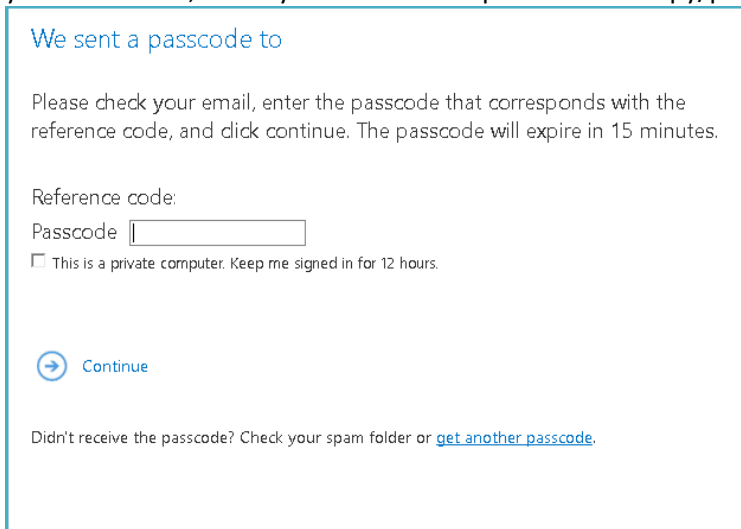 We sent a passcode to
Please check your email, enter the passcode that corresponds with the
reference code, and click continue. The passcode will expire in 15 minutes.
Reference code:
Passcode
This is a private computer. Keep me signed in for 12 hours.
Continue
Didn't receive the passcode? Check your spam folder or get another passcode.